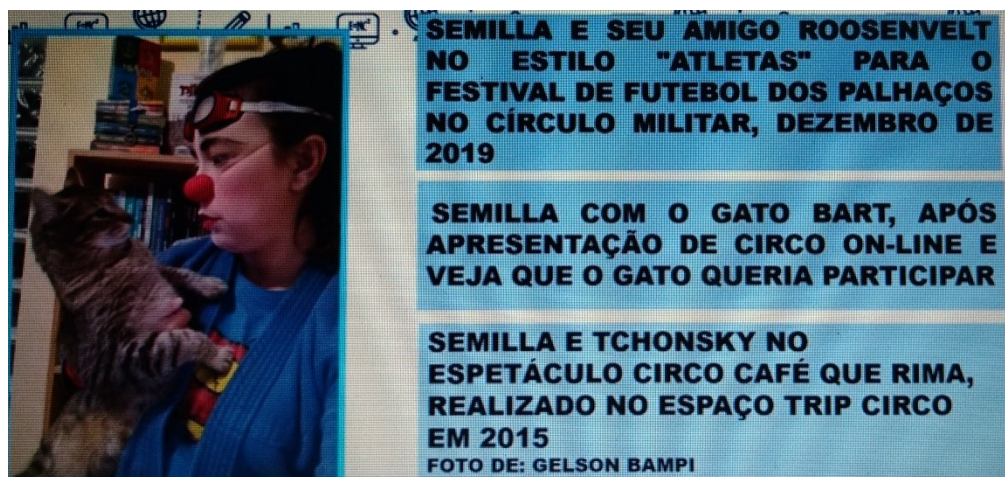 SEMILLA E SEU AMIGO ROOSENVELT
NO ESTILO "ATLETAS" PARA O
FESTIVAL DE FUTEBOL DOS PALHAÇOS
NO CÍRCULO MILITAR, DEZEMBRO DE
2019
SEMILLA COM O GATO BART, APÓS
APRESENTAÇÃO DE CIRCO ON-LINE E
VEJA QUE O GATO QUERIA PARTICIPAR
SEMILLA E TCHONSKY NO
ESPETÁCULO CIRCO CAFÉ QUE RIMA,
REALIZADO NO ESPAÇO TRIP CIRCO
EM 2015
FOTO DE: GELSON BAMPI